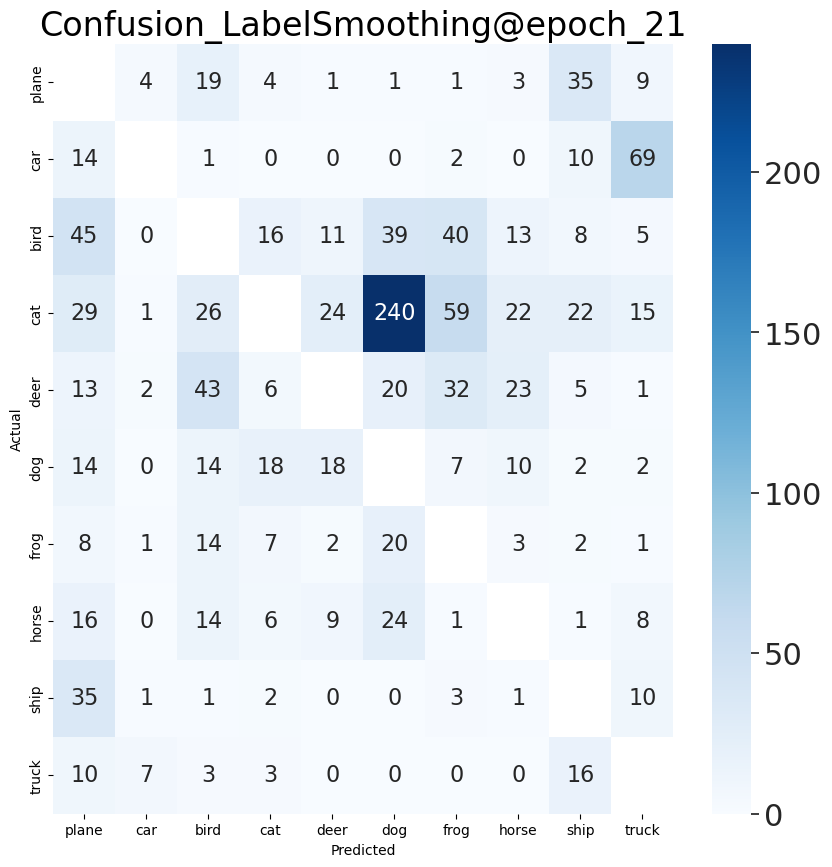 Confusion_LabelSmoothing@epoch_21
Actual
plane 4 19 4 1 1 1 3 35 9
car 14 1 0 0 0 2 0 10 69
bird 45 0 16 11 39 40 13 8 5
cat 29 1 26 24 240 59 22 22 15
deer 13 2 43 6 20 32 23 5 1
dog 14 0 14 18 18 7 10 2 2
frog 8 1 14 7 2 20 3 2 1
horse 16 0 14 6 9 24 1 1 8
ship 35 1 1 2 0 0 3 1 10
truck 10 7 3 3 0 0 0 0 16
plane car bird cat deer dog frog horse ship truck
Predicted
200
150
100
50
0